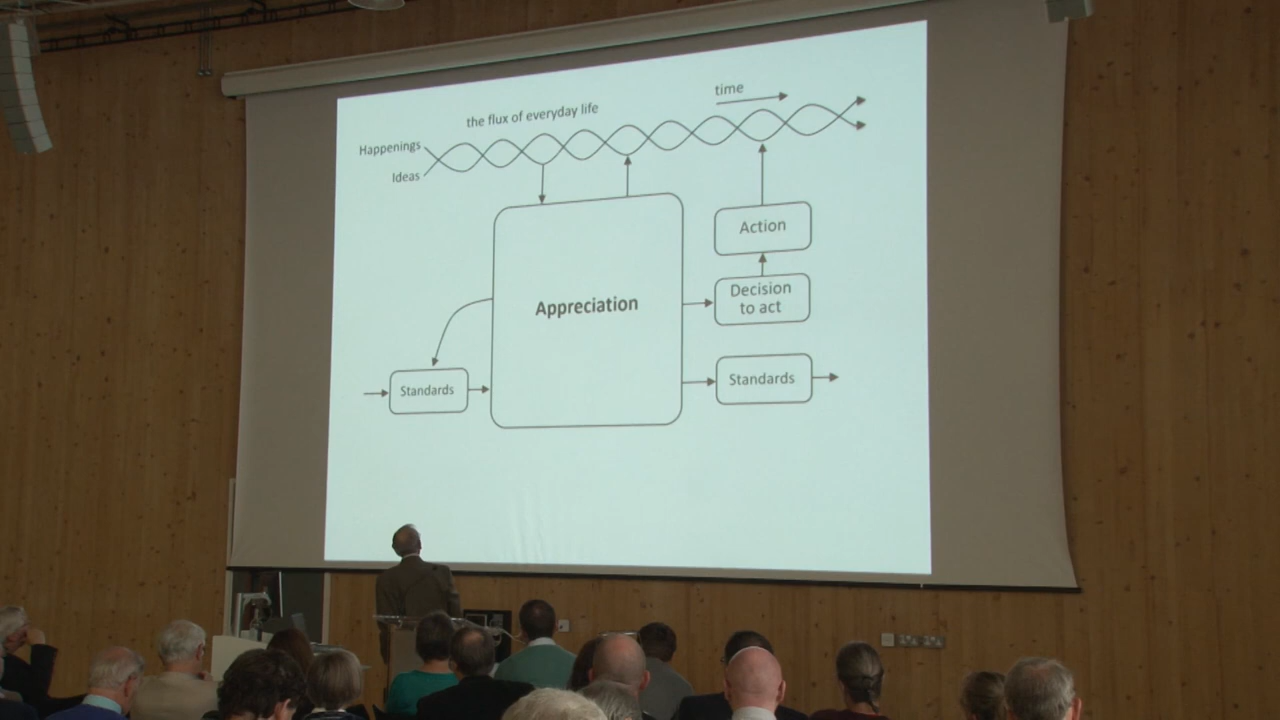 time
the flux of everyday life
Happenings
Ideas
Action
Decision
to act
Appreciation
Standards
Standards